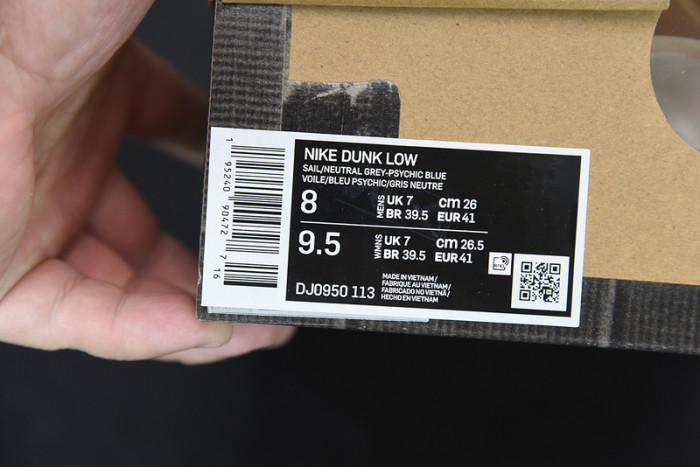 NIKE DUNK LOW
SAIL/NEUTRAL GREY-PSYCHIC BLUE
VOILE/BLEU PSYCHIC/GRIS NEUTRE
8 MENS UK 7 cm 26
BR 39.5 EUR 41
9.5 WMNS UK 7 cm 26.5
BR 39.5 EUR 41
DJ0950 113
MADE IN VIETNAM/
FABRIQUE AU VIETNAM/
FABRICADO NO VIETNÃ/
HECHO EN VIETNAM
1 95240 90472 7 16